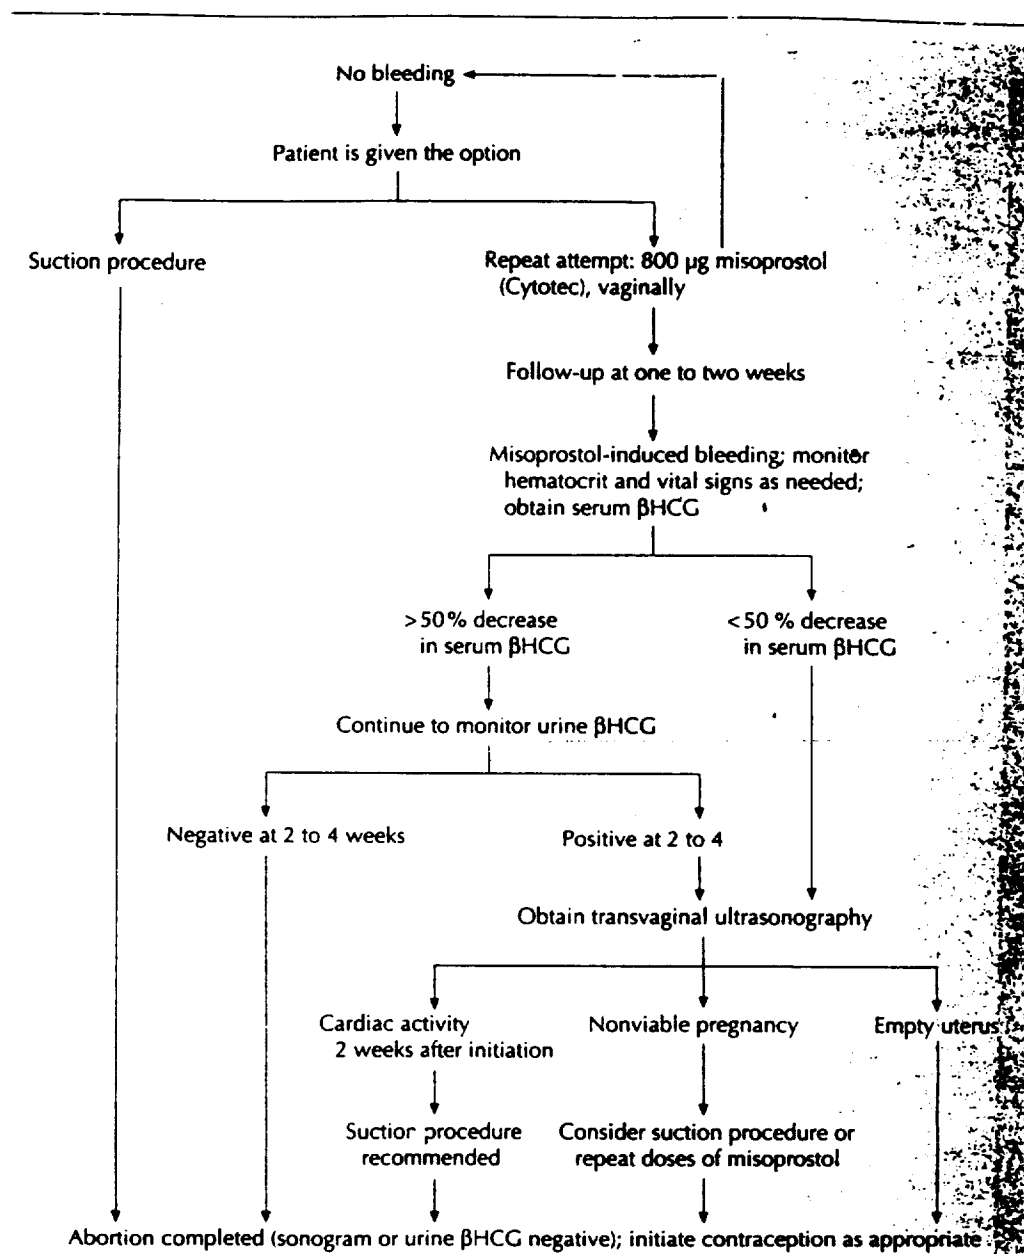 No bleeding
Patient is given the option
Suction procedure
Repeat attempt: 800 µg misoprostol
(Cytotec), vaginally
Follow-up at one to two weeks
Misoprostol-induced bleeding; monitor
hematocrit and vital signs as needed;
obtain serum βHCG
>50% decrease
in serum βHCG
<50 % decrease
in serum βHCG
Continue to monitor urine βHCG
Negative at 2 to 4 weeks
Positive at 2 to 4
Obtain transvaginal ultrasonography
Cardiac activity
2 weeks after initiation
Nonviable pregnancy
Empty uterus
Suction procedure
recommended
Consider suction procedure or
repeat doses of misoprostol
Abortion completed (sonogram or urine βHCG negative); initiate contraception as appropriate